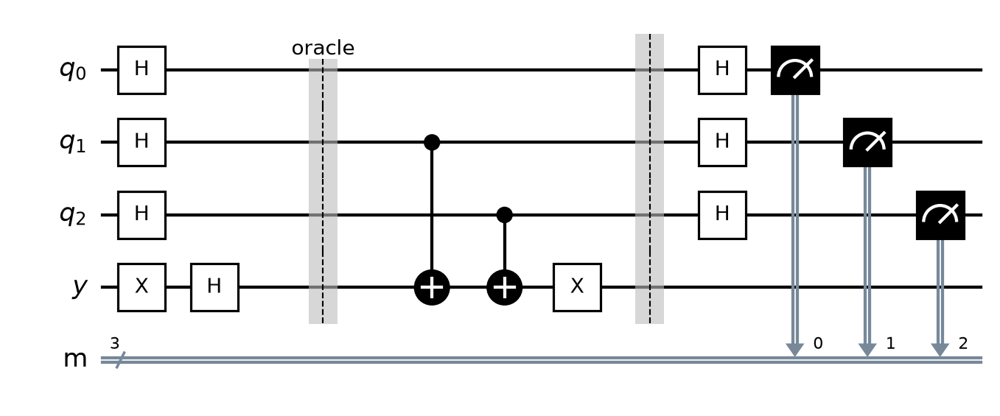 oracle
q0 H H
q1 H H
q2 H H
y X H X
m 3 0 1 2